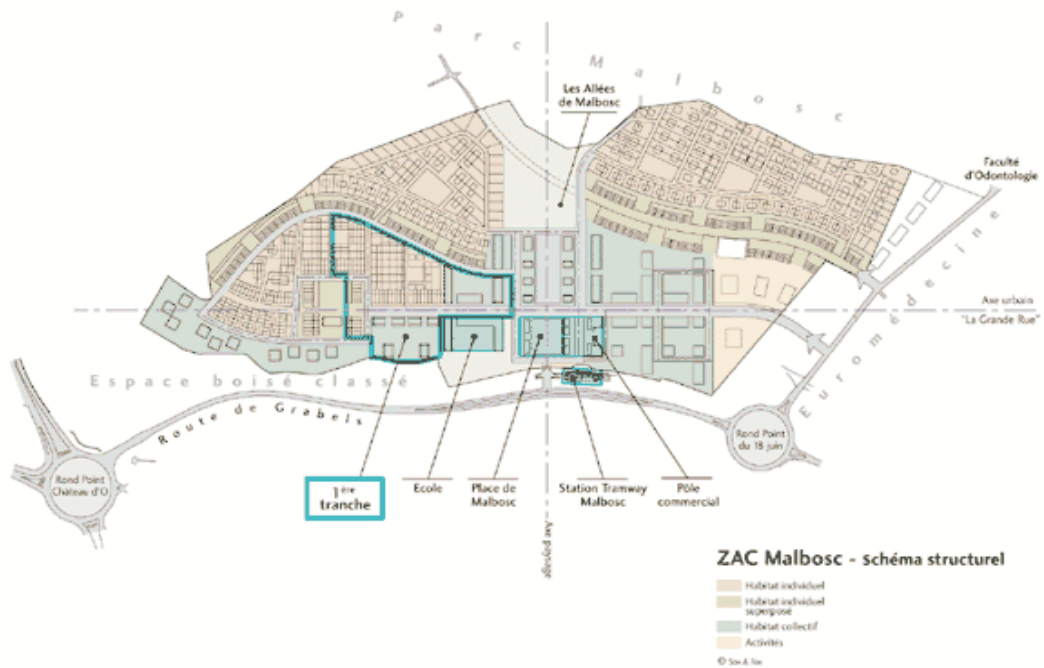 Parc Malbosc
Les Allées
de Malbosc
Faculté
d'Odontologie
Axe urbain
"La Grande Rue"
Euromédecine
Espace boisé classé
Route de Grabels
Rond Point
Château d'O
Rond Point
du 18 juin
1ère
tranche
Ecole
Place de
Malbosc
Station Tramway
Malbosc
Pôle
commercial
Axe paysager
ZAC Malbosc - schéma structurel
Habitat individuel
Habitat individuel
superposé
Habitat collectif
Activités